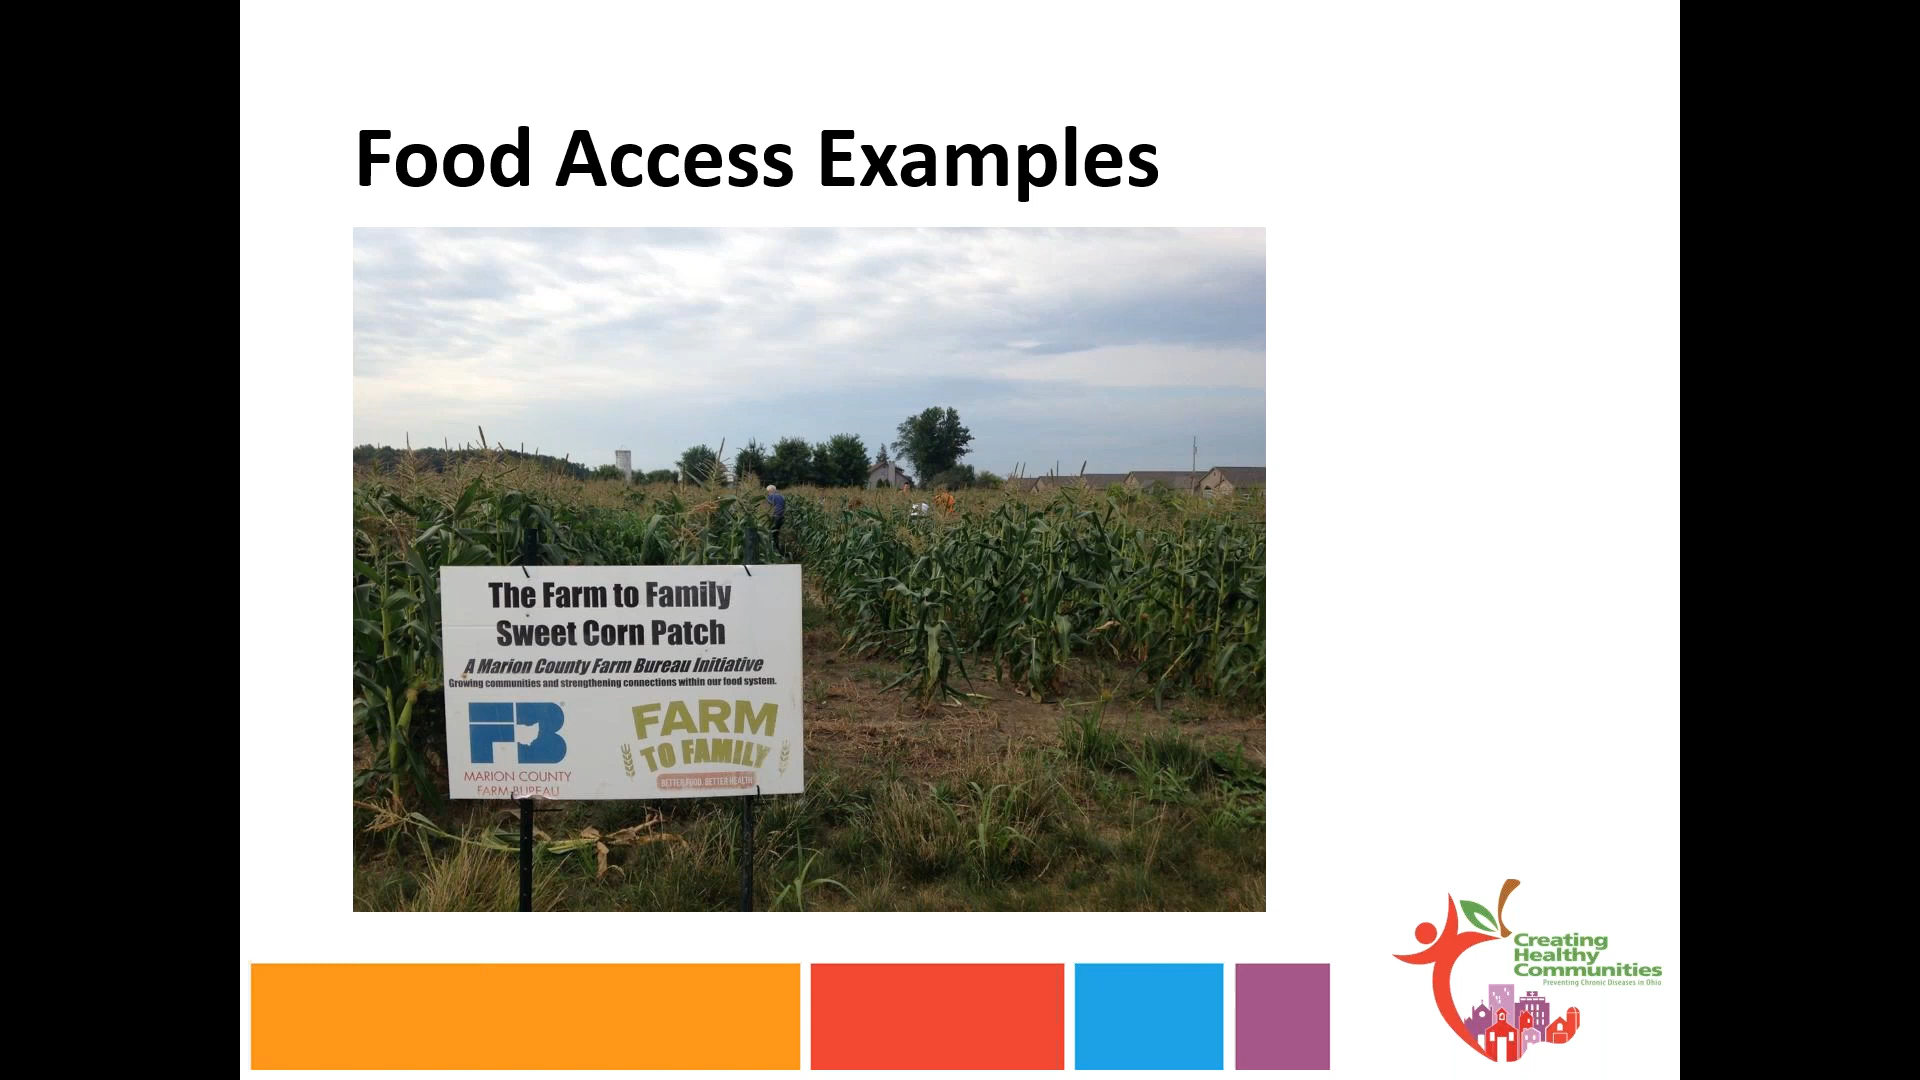 Food Access Examples
The Farm to Family
Sweet Corn Patch
A Marion County Farm Bureau Initiative
Growing communities and strengthening connections within our food system.
FB
MARION COUNTY
FARM BUREAU
FARM
TO FAMILY
BETTER FOOD. BETTER HEALTH
Creating
Healthy
Communities
Preventing Chronic Diseases in Ohio